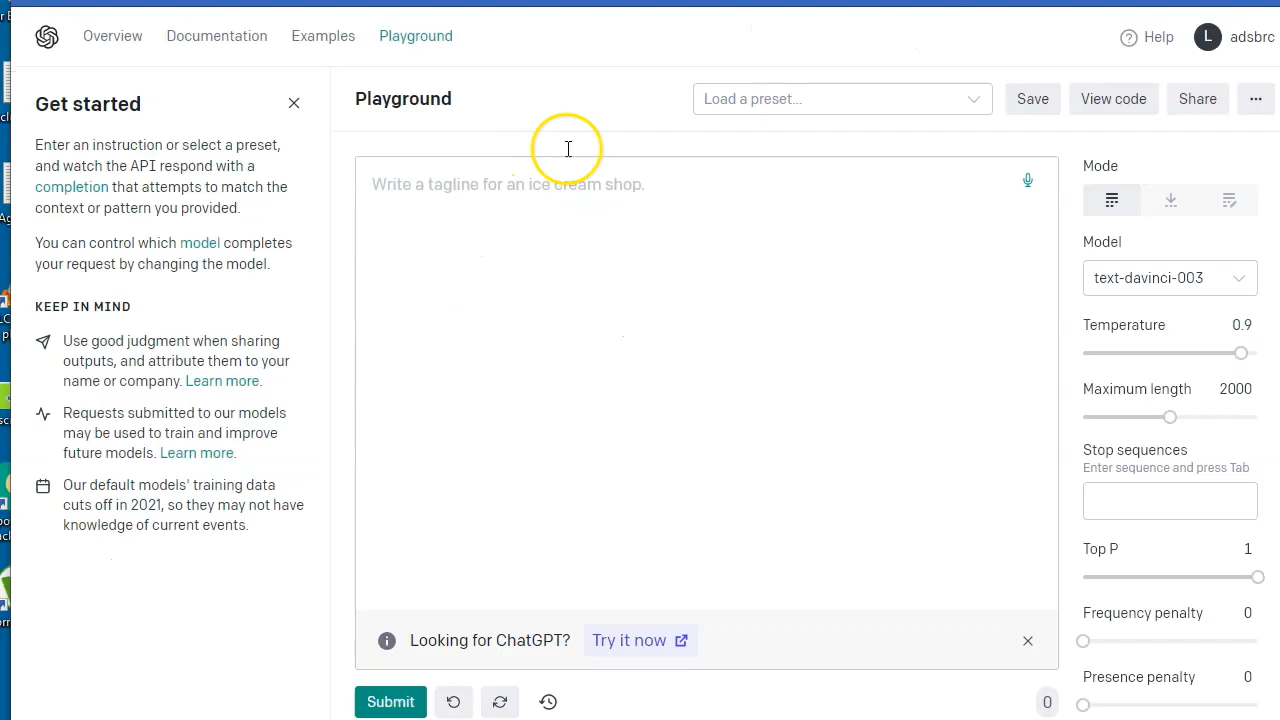 Overview Documentation Examples Playground
Help L adsbrc
Get started
Enter an instruction or select a preset,
and watch the API respond with a
completion that attempts to match the
context or pattern you provided.
You can control which model completes
your request by changing the model.
KEEP IN MIND
Use good judgment when sharing
outputs, and attribute them to your
name or company. Learn more.
Requests submitted to our models
may be used to train and improve
future models. Learn more.
Our default models' training data
cuts off in 2021, so they may not have
knowledge of current events.
Playground
Load a preset...
Save View code Share
Write a tagline for an ice cream shop.
Looking for ChatGPT? Try it now
Submit
0
Mode
Model
text-davinci-003
Temperature 0.9
Maximum length 2000
Stop sequences
Enter sequence and press Tab
Top P 1
Frequency penalty 0
Presence penalty 0